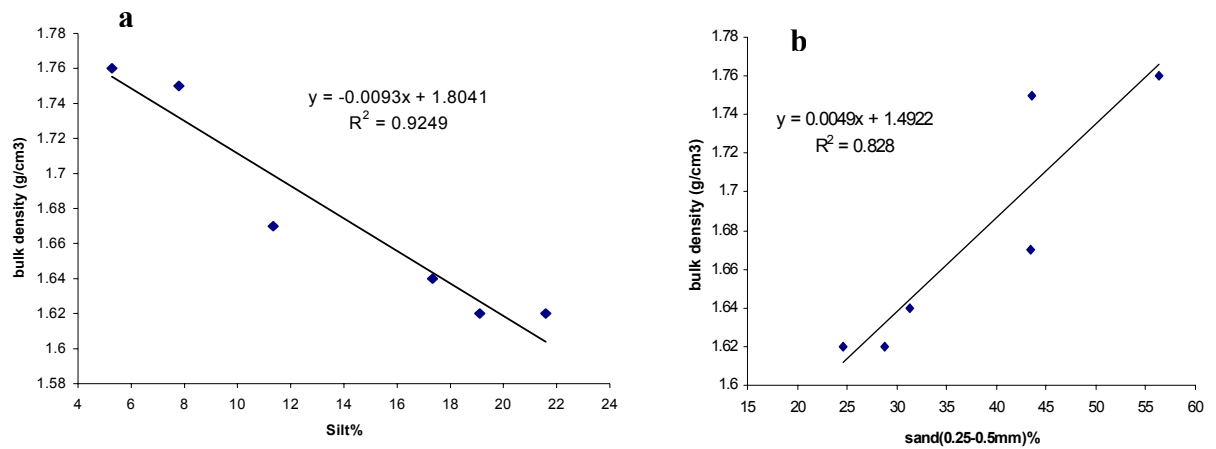 a
1.78
1.76
1.74
1.72
1.7
1.68
1.66
1.64
1.62
1.6
1.58
4 6 8 10 12 14 16 18 20 22 24
bulk density (g/cm3)
Silt%
y = -0.0093x + 1.8041
R² = 0.9249
b
1.78
1.76
1.74
1.72
1.7
1.68
1.66
1.64
1.62
1.6
15 20 25 30 35 40 45 50 55 60
bulk density (g/cm3)
sand(0.25-0.5mm)%
y = 0.0049x + 1.4922
R² = 0.828